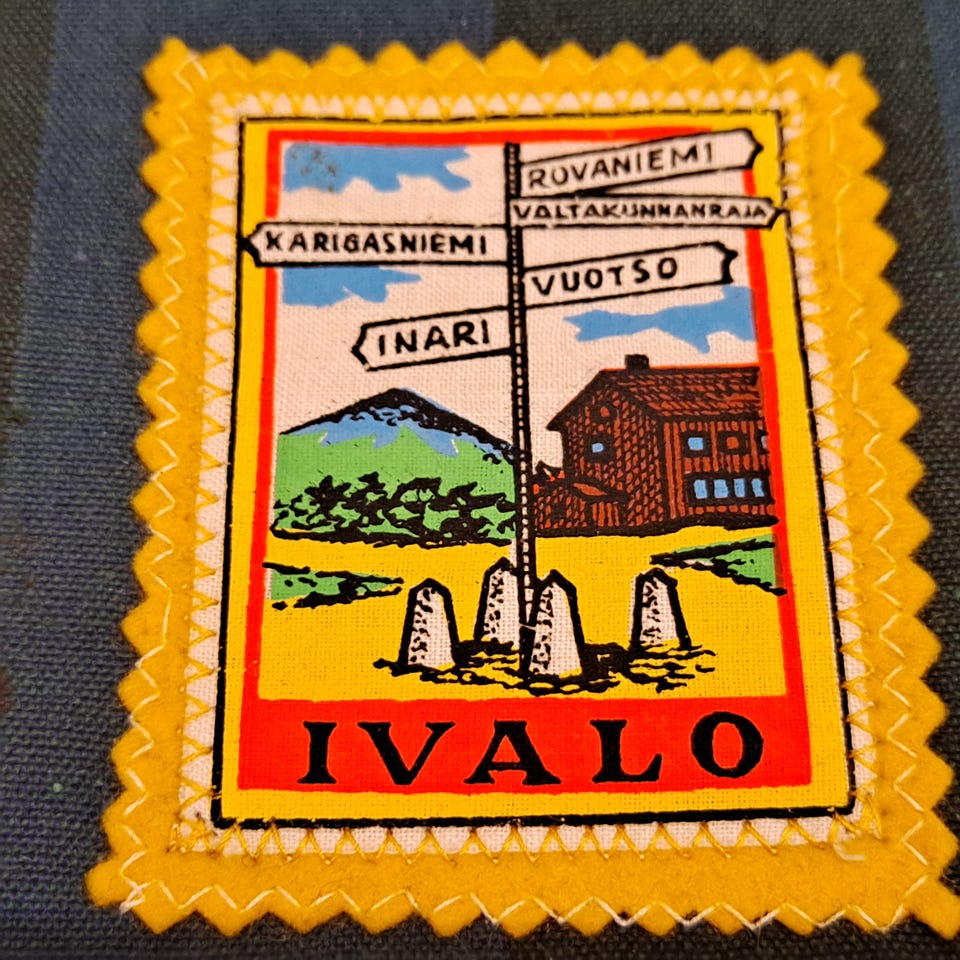 ROVANIEMI
VALTAKUNNANRAJA
KARIGASNIEMI
VUOTSO
INARI
IVALO